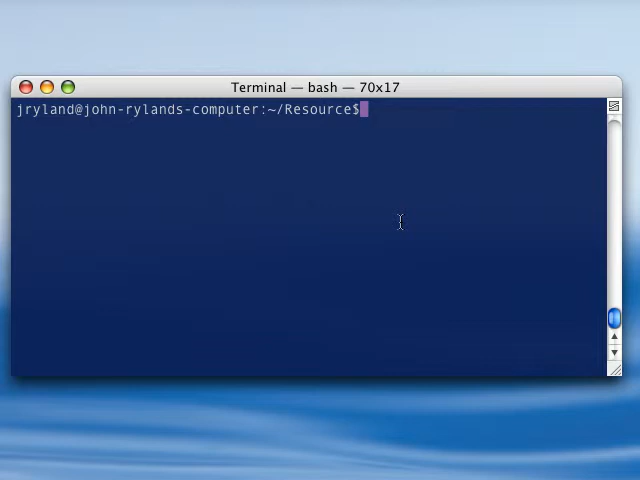 Terminal — bash — 70x17
jryland@john-rylands-computer:~/Resource$